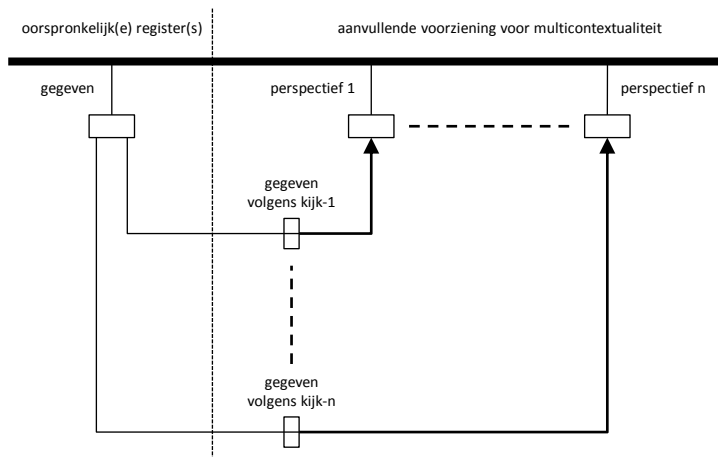 oorspronkelijk(e) register(s)
aanvullende voorziening voor multicontextualiteit
gegeven
perspectief 1
perspectief n
gegeven
volgens kijk-1
gegeven
volgens kijk-n